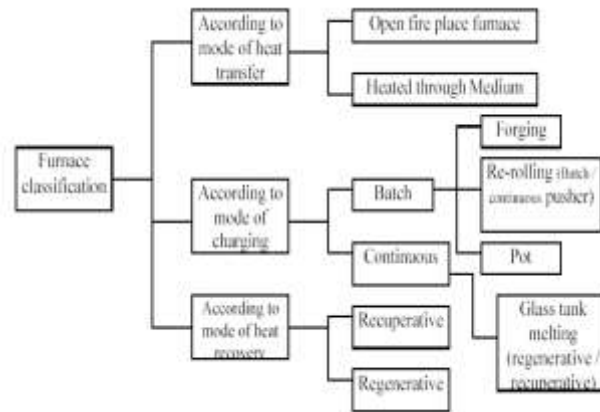 Furnace
classification
According to
mode of heat
transfer
Open fire place furnace
Heated through Medium
According to
mode of
charging
Batch
Forging
Re-rolling (Batch /
continuous pusher)
Pot
Continuous
Glass tank
melting
(regenerative /
recuperative)
According to
mode of heat
recovery
Recuperative
Regenerative